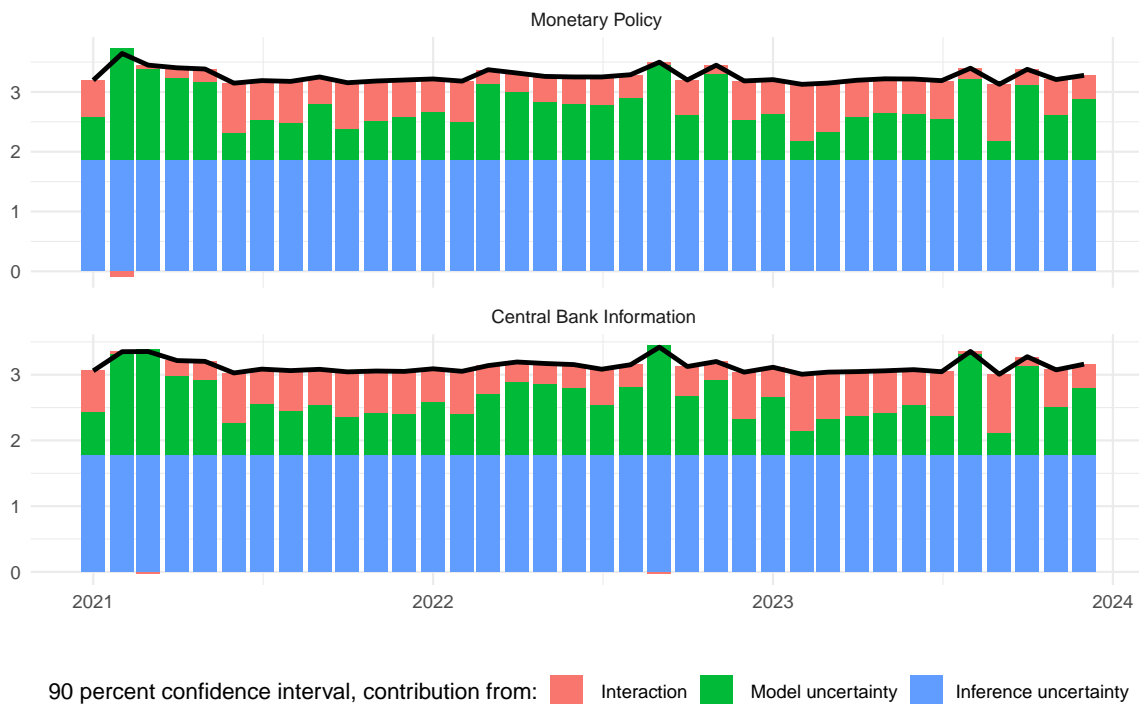 Monetary Policy
3
2
1
0
Central Bank Information
3
2
1
0
2021 2022 2023 2024
90 percent confidence interval, contribution from: Interaction Model uncertainty Inference uncertainty